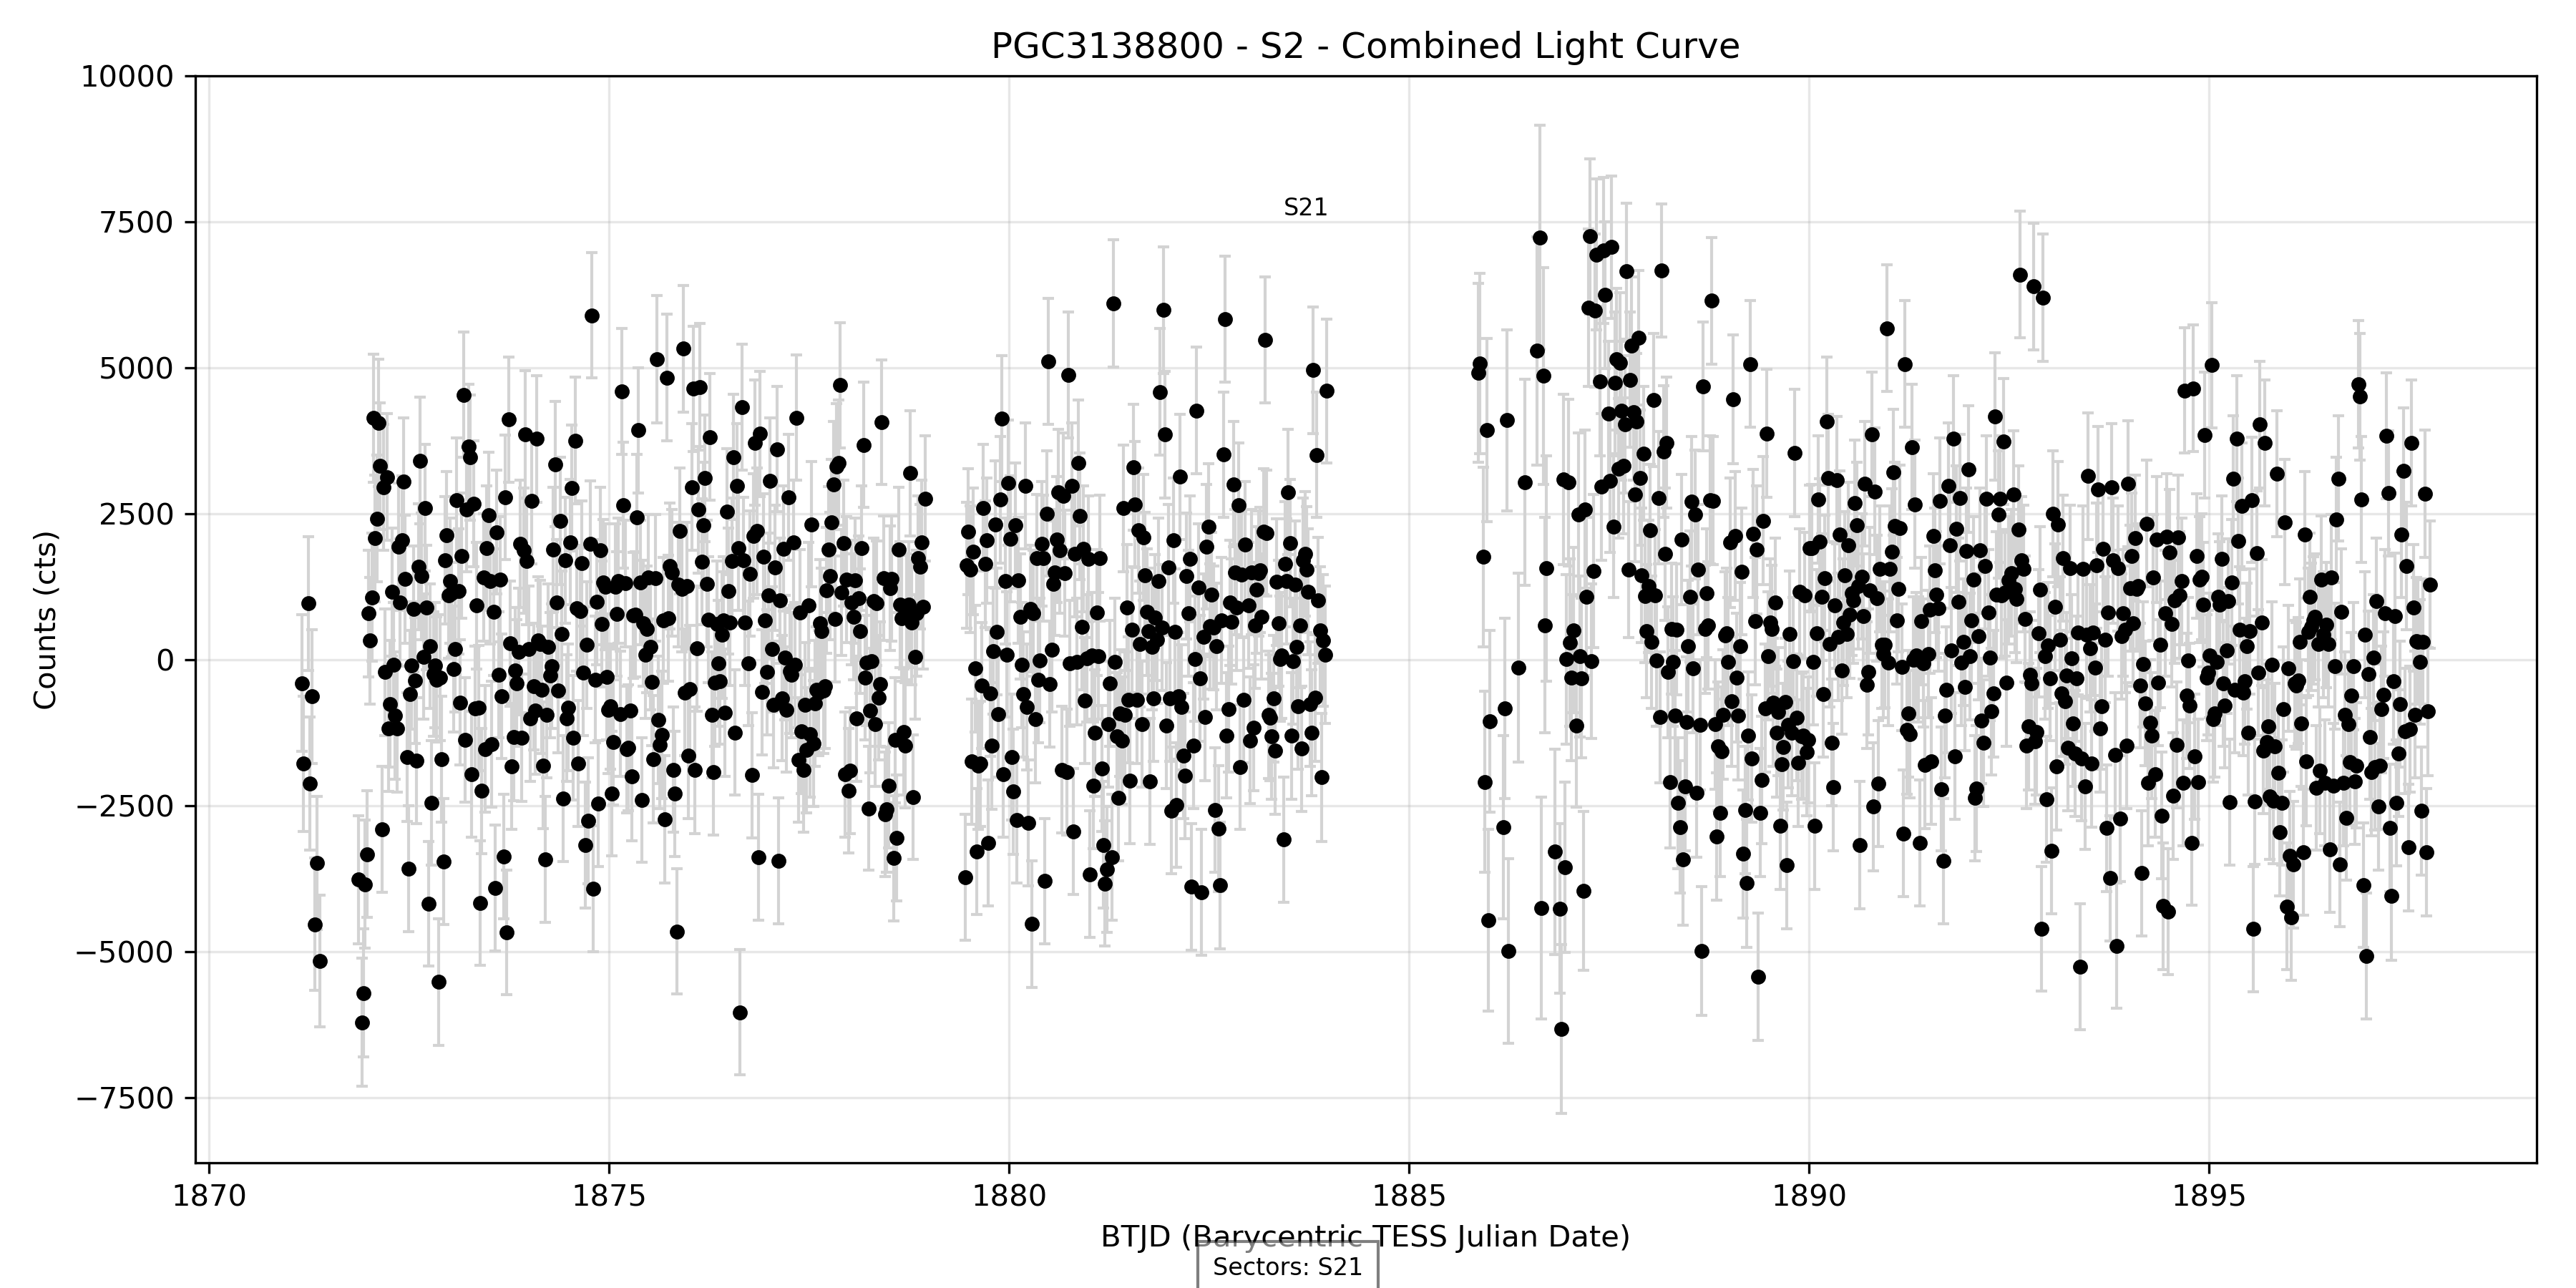 PGC3138800 - S2 - Combined Light Curve
10000
7500
5000
2500
0
−2500
−5000
−7500
Counts (cts)
S21
1870
1875
1880
1885
1890
1895
BTJD (Barycentric TESS Julian Date)
Sectors: S21